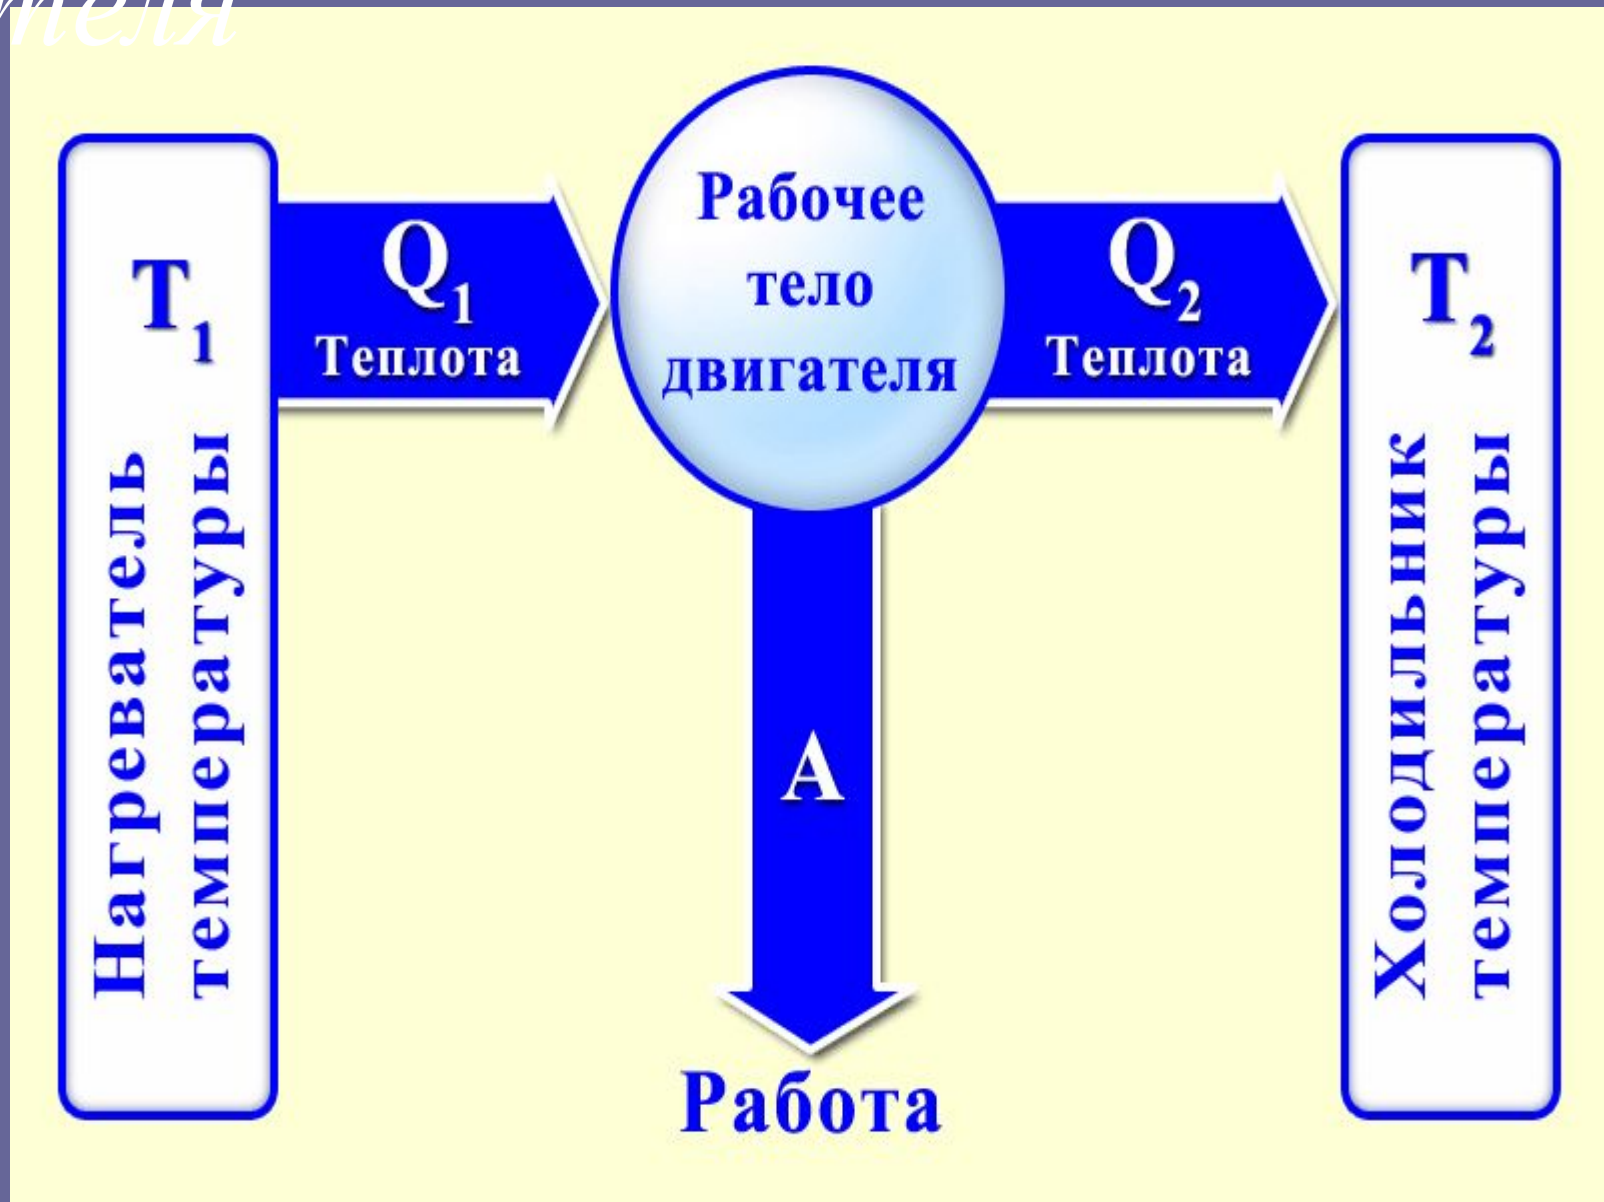 Нагреватель
температуры
T1
Q1
Теплота
Рабочее
тело
двигателя
Q2
Теплота
T2
Холодильник
температуры
A
Работа